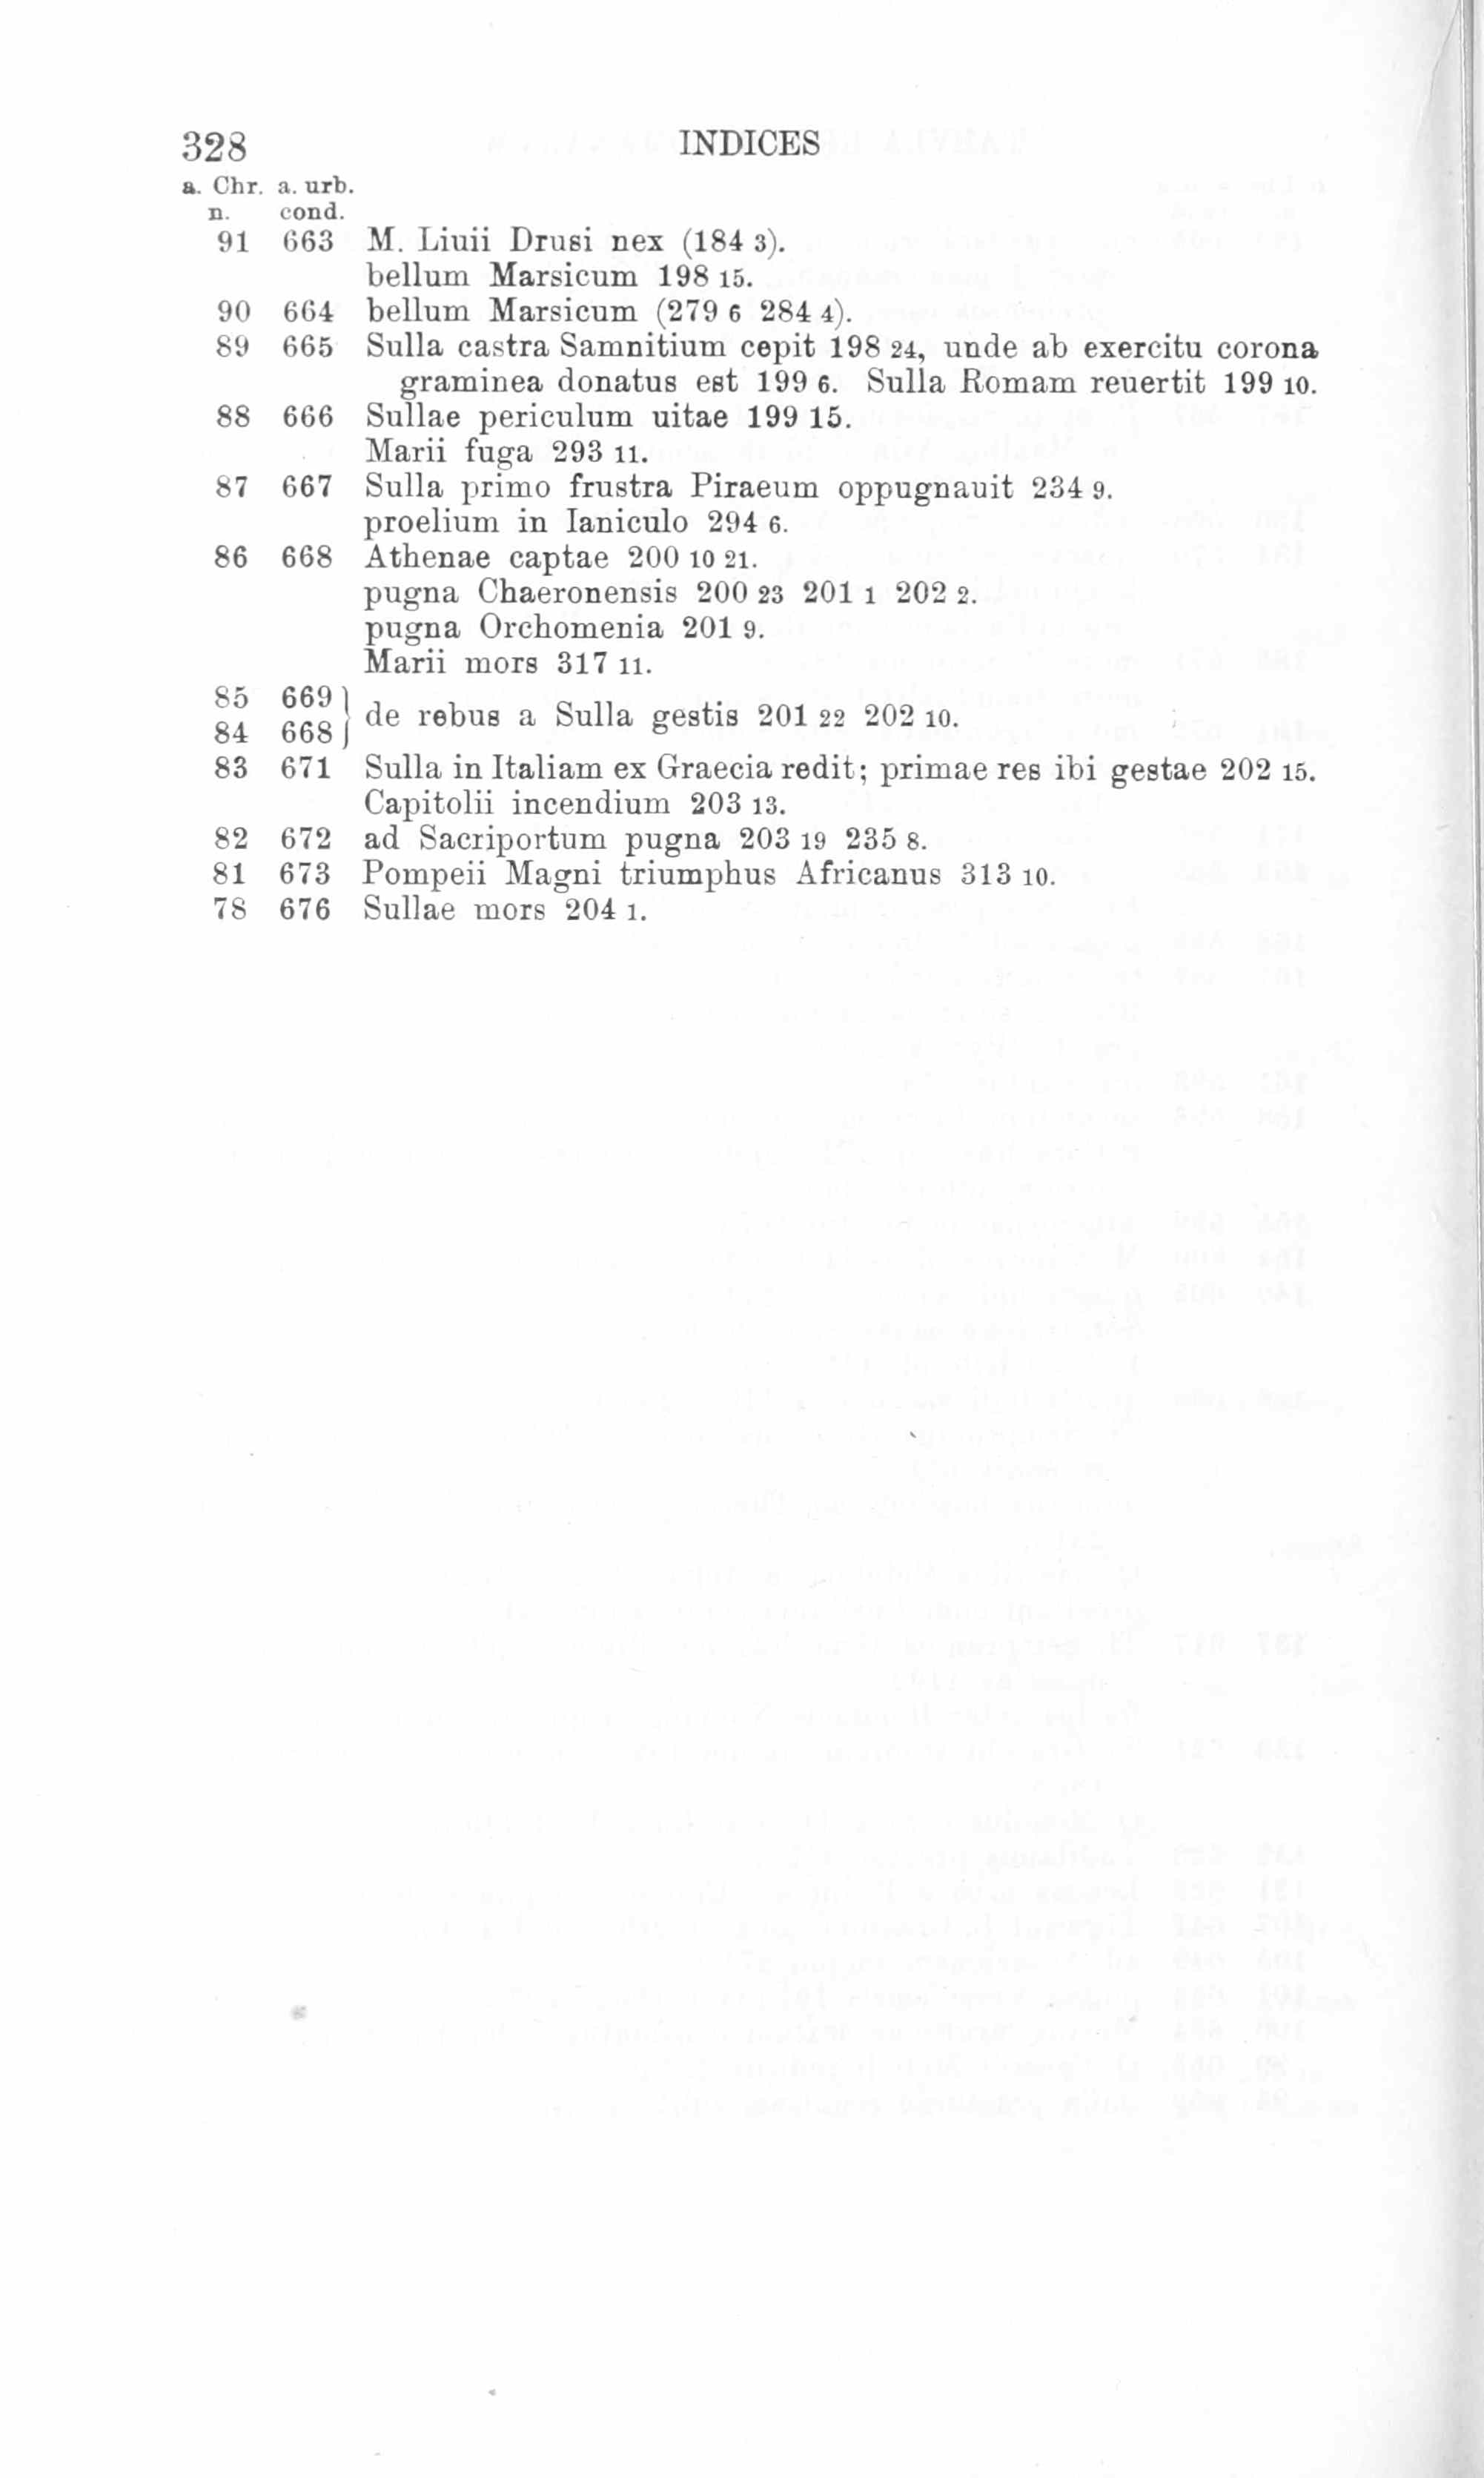 328 INDICES
a. Chr. a. urb.
n. cond.
91 663 M. Liuii Drusi nex (184 3).
bellum Marsicum 198 15.
90 664 bellum Marsicum (279 6 284 4).
89 665 Sulla castra Samnitium cepit 198 24, unde ab exercitu corona
graminea donatus est 199 6. Sulla Romam reuertit 199 10.
88 666 Sullae periculum uitae 199 15.
Marii fuga 293 11.
87 667 Sulla primo frustra Piraeum oppugnauit 234 9.
proelium in Ianiculo 294 6.
86 668 Athenae captae 200 10 21.
pugna Chaeronensis 200 23 201 1 202 2.
pugna Orchomenia 201 9.
Marii mors 317 11.
85 669 }
de rebus a Sulla gestis 201 22 202 10.
84 668 }
83 671 Sulla in Italiam ex Graecia redit; primae res ibi gestae 202 15.
Capitolii incendium 203 13.
82 672 ad Sacriportum pugna 203 19 235 8.
81 673 Pompeii Magni triumphus Africanus 313 10.
78 676 Sullae mors 204 1.